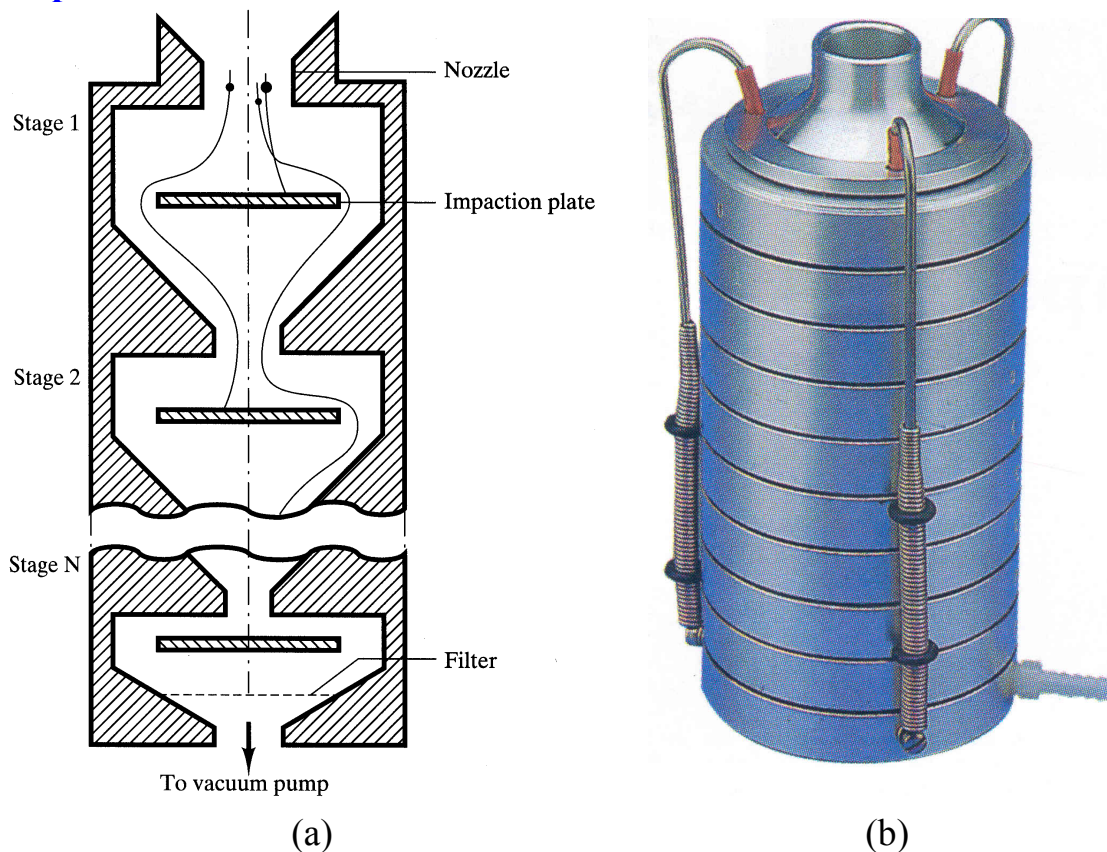 Nozzle
Stage 1
Impaction plate
Stage 2
Stage N
Filter
To vacuum pump
(a)
(b)